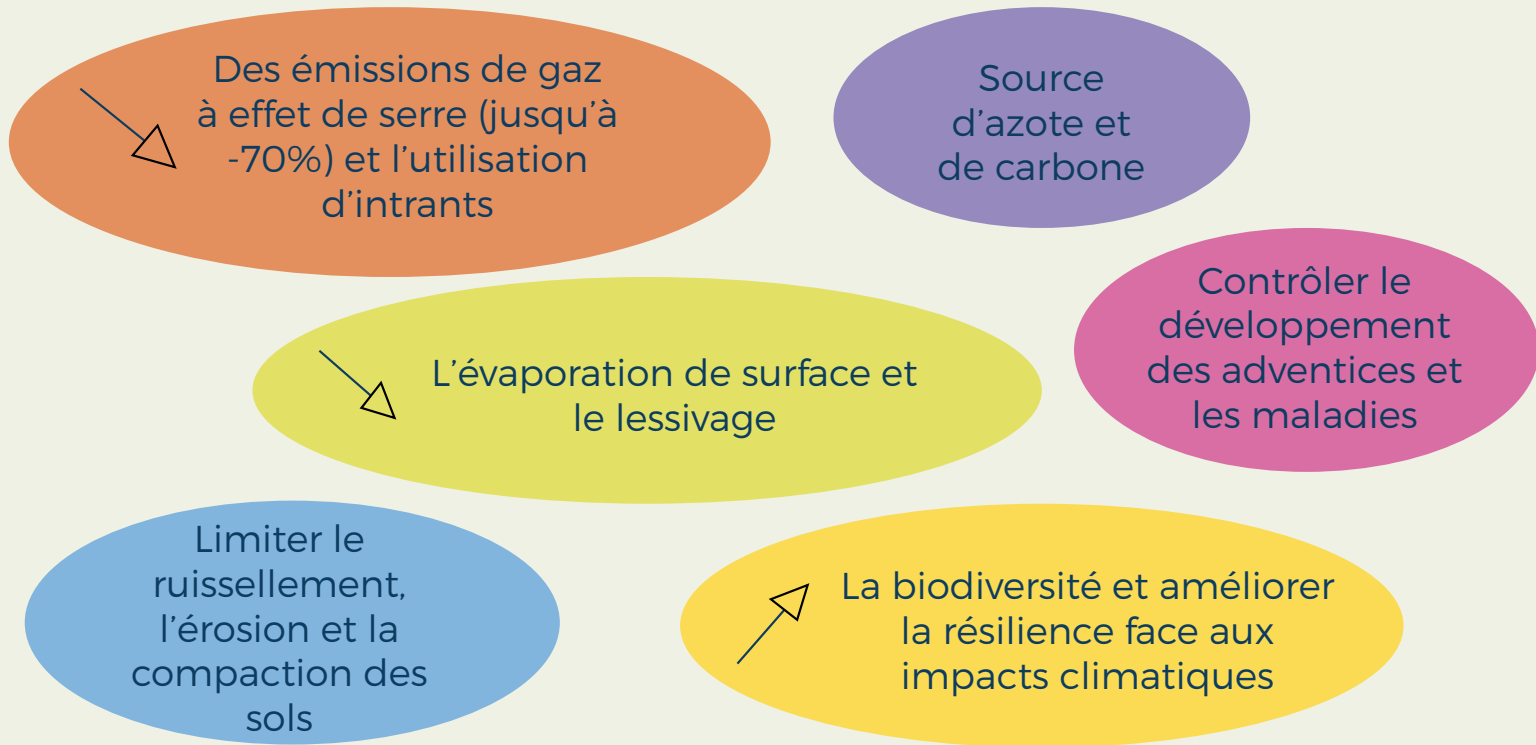 Des émissions de gaz
à effet de serre (jusqu'à
-70%) et l'utilisation
d'intrants
Source
d'azote et
de carbone
Contrôler le
développement
des adventices et
les maladies
L'évaporation de surface et
le lessivage
Limiter le
ruissellement,
l'érosion et la
compaction des
sols
La biodiversité et améliorer
la résilience face aux
impacts climatiques